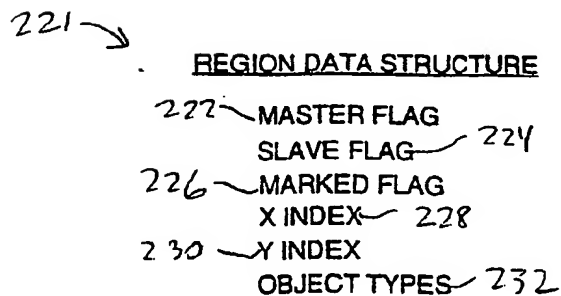 221
REGION DATA STRUCTURE
222 MASTER FLAG
SLAVE FLAG 224
226 MARKED FLAG
X INDEX 228
230 Y INDEX
OBJECT TYPES 232